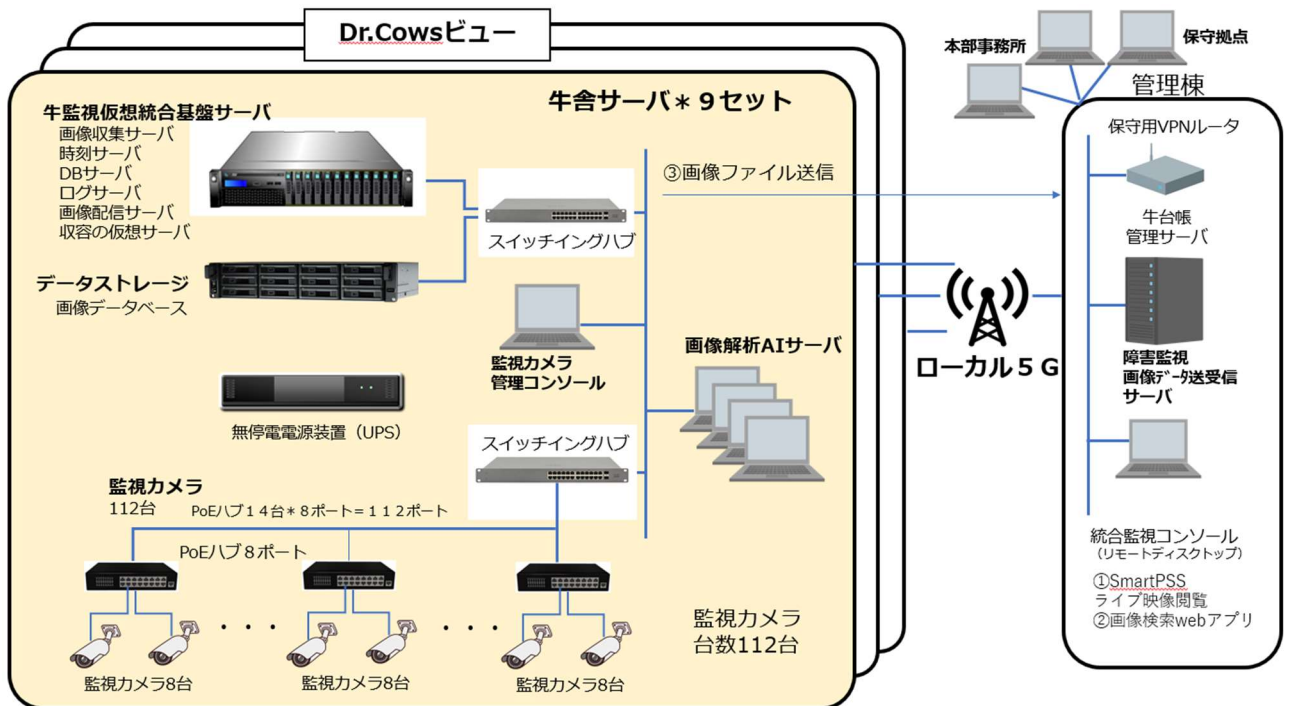 Dr.Cowsビュー
牛舎サーバ＊９セット
牛監視仮想統合基盤サーバ
画像収集サーバ
時刻サーバ
DBサーバ
ログサーバ
画像配信サーバ
収容の仮想サーバ
スイッチイングハブ
データストレージ
画像データベース
監視カメラ
管理コンソール
無停電電源装置（UPS）
③画像ファイル送信
画像解析AIサーバ
スイッチイングハブ
監視カメラ
112台
PoEハブ１４台*８ポート＝１１２ポート
PoEハブ８ポート
・・・
・・・
監視カメラ8台
監視カメラ8台
監視カメラ8台
監視カメラ
台数112台
ローカル５G
本部事務所
保守拠点
管理棟
保守用VPNルータ
牛台帳
管理サーバ
障害監視
画像ﾃﾞｰﾀ送受信
サーバ
統合監視コンソール
（リモートディスクトップ）
①SmartPSS
ライブ映像閲覧
②画像検索webアプリ